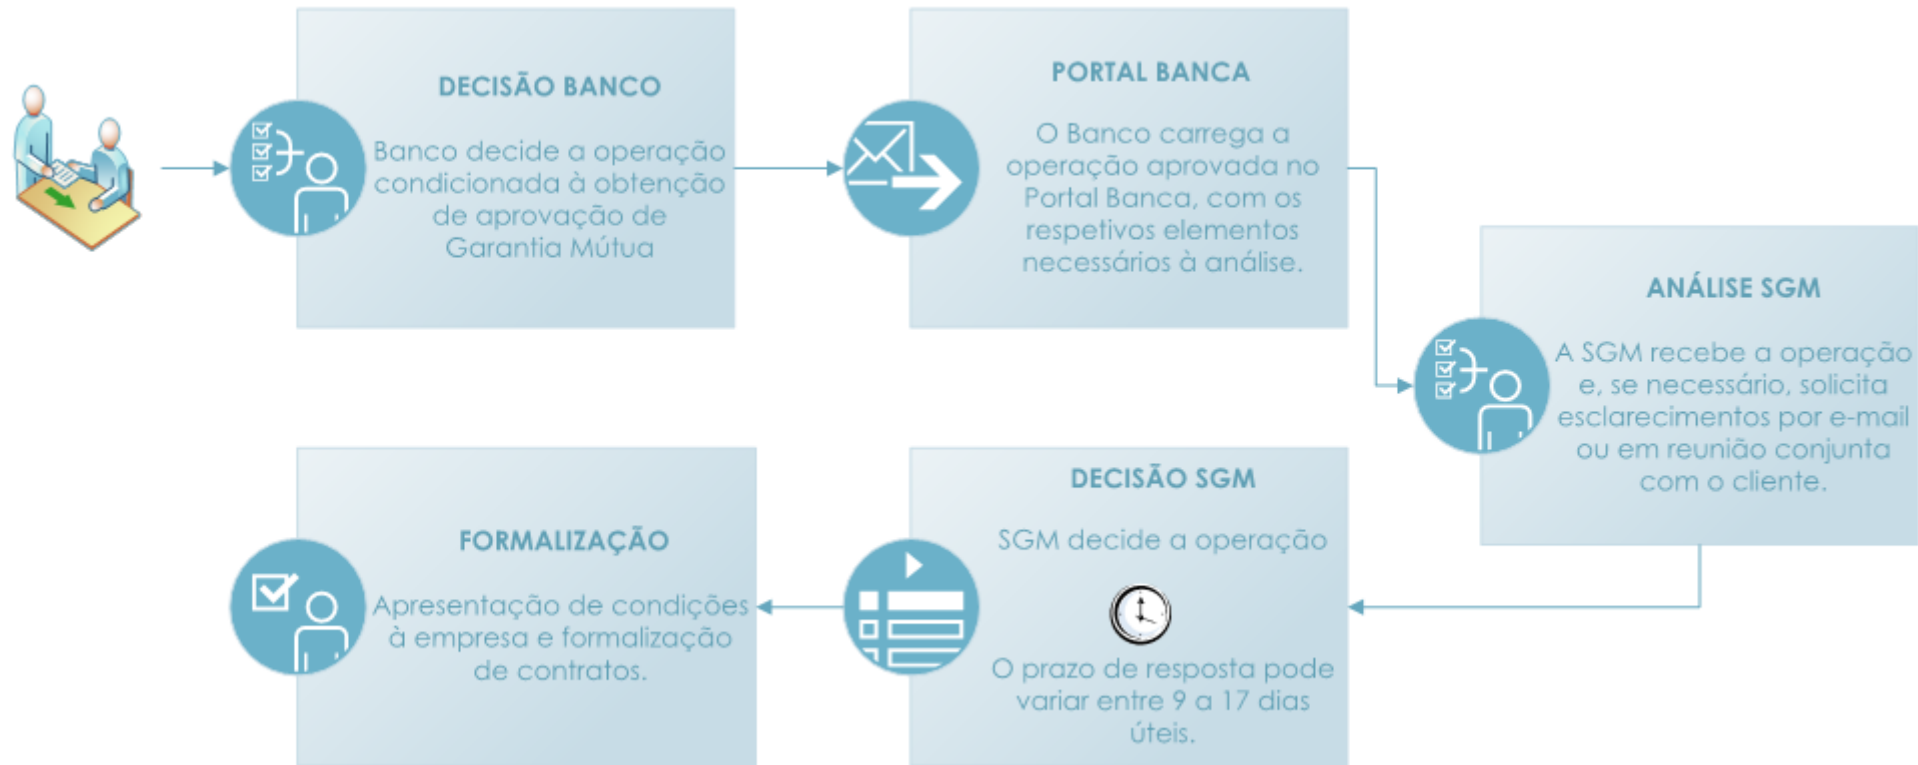 DECISÃO BANCO
Banco decide a operação
condicionada à obtenção
de aprovação de
Garantia Mútua
PORTAL BANCA
O Banco carrega a
operação aprovada no
Portal Banca, com os
respetivos elementos
necessários à análise.
ANÁLISE SGM
A SGM recebe a operação
e, se necessário, solicita
esclarecimentos por e-mail
ou em reunião conjunta
com o cliente.
DECISÃO SGM
SGM decide a operação
O prazo de resposta pode
variar entre 9 a 17 dias
úteis.
FORMALIZAÇÃO
Apresentação de condições
à empresa e formalização
de contratos.